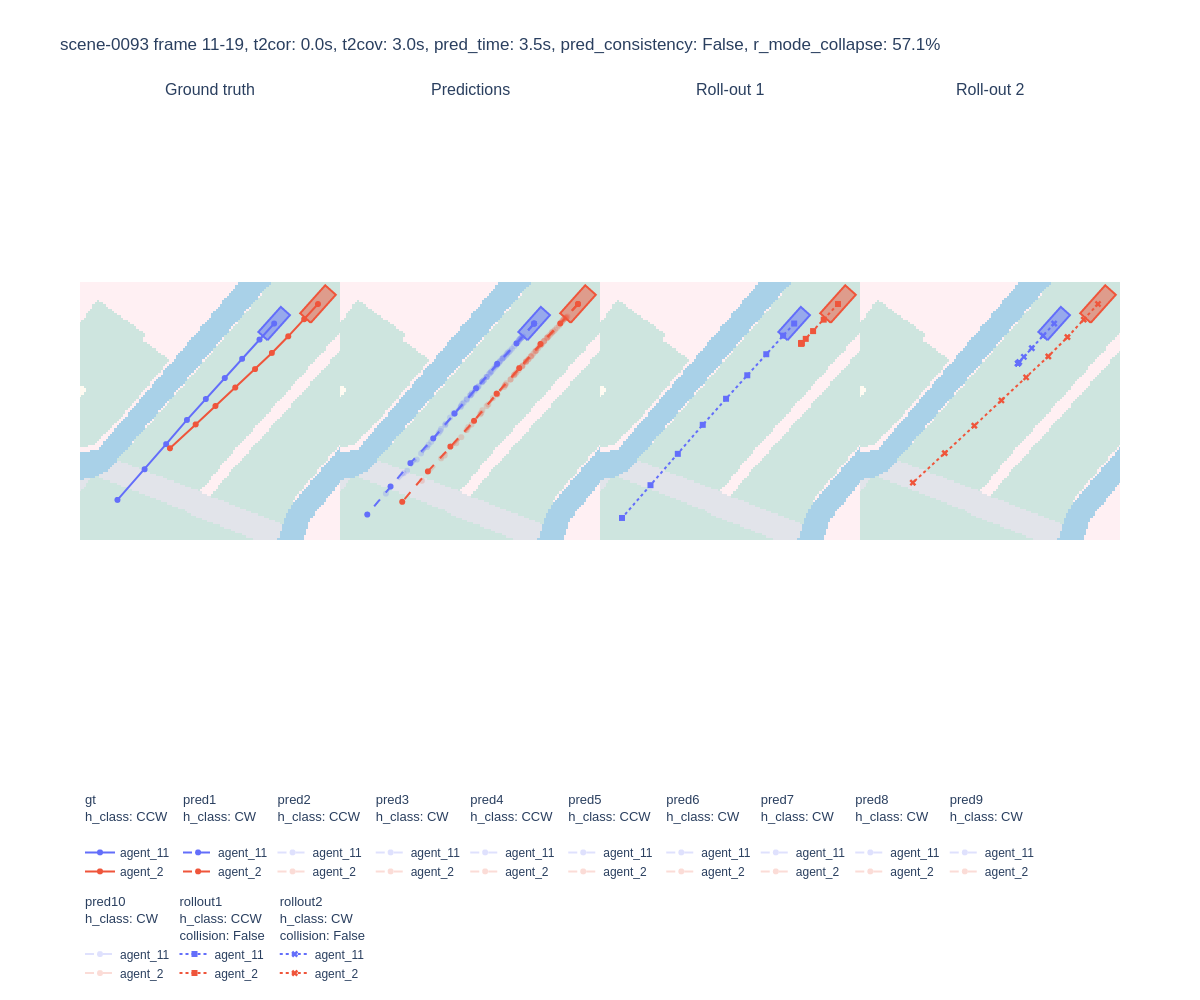 scene-0093 frame 11-19, t2cor: 0.0s, t2cov: 3.0s, pred_time: 3.5s, pred_consistency: False, r_mode_collapse: 57.1%
Ground truth
Predictions
Roll-out 1
Roll-out 2
gt
h_class: CCW
agent_11
agent_2
pred1
h_class: CW
agent_11
agent_2
pred2
h_class: CCW
agent_11
agent_2
pred3
h_class: CW
agent_11
agent_2
pred4
h_class: CCW
agent_11
agent_2
pred5
h_class: CCW
agent_11
agent_2
pred6
h_class: CW
agent_11
agent_2
pred7
h_class: CW
agent_11
agent_2
pred8
h_class: CW
agent_11
agent_2
pred9
h_class: CW
agent_11
agent_2
pred10
h_class: CW
agent_11
agent_2
rollout1
h_class: CCW
collision: False
agent_11
agent_2
rollout2
h_class: CW
collision: False
agent_11
agent_2